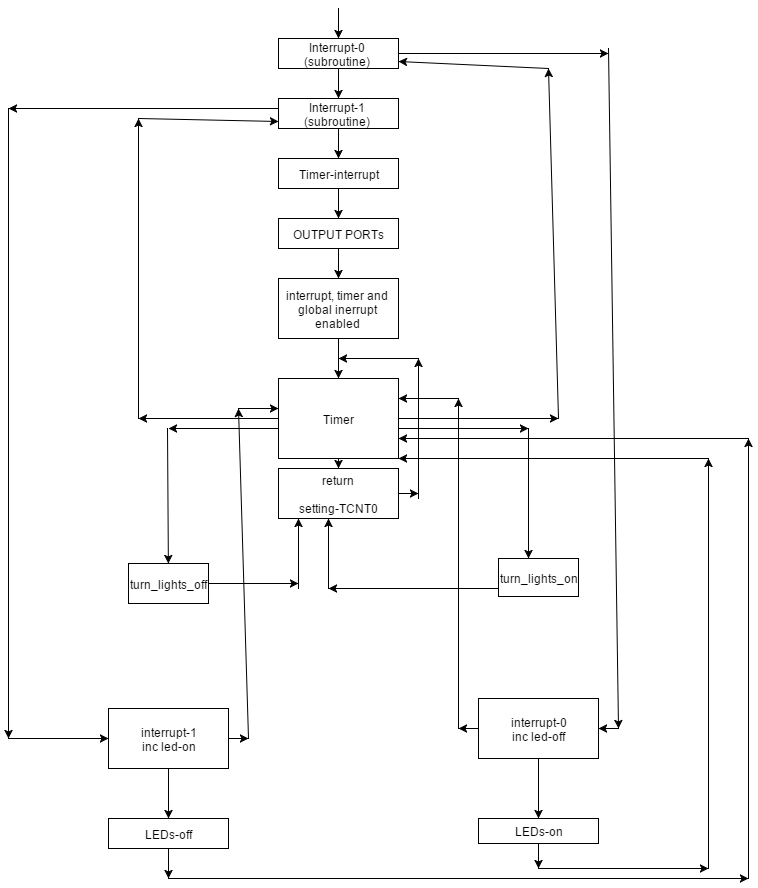 Interrupt-0
(subroutine)
Interrupt-1
(subroutine)
Timer-interrupt
OUTPUT PORTs
interrupt, timer and
global inerrupt
enabled
Timer
return
setting-TCNT0
turn_lights_off
turn_lights_on
interrupt-1
inc led-on
interrupt-0
inc led-off
LEDs-off
LEDs-on